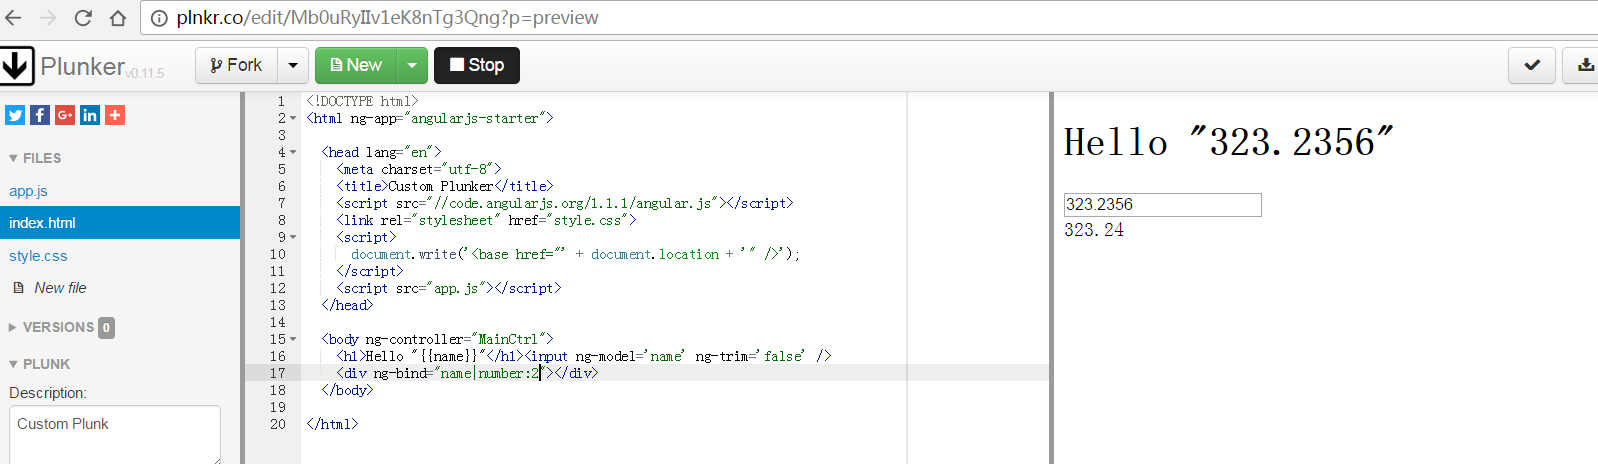 plnkr.co/edit/Mb0uRyIIv1eK8nTg3Qng?p=preview
Plunker v0.11.5
Fork
New
Stop
FILES
app.js
index.html
style.css
New file
VERSIONS 0
PLUNK
Description:
Custom Plunk
1 <!DOCTYPE html>
2 <html ng-app="angularjs-starter">
3
4 <head lang="en">
5 <meta charset="utf-8">
6 <title>Custom Plunker</title>
7 <script src="//code.angularjs.org/1.1.1/angular.js"></script>
8 <link rel="stylesheet" href="style.css">
9 <script>
10 document.write('<base href="' + document.location + '" />');
11 </script>
12 <script src="app.js"></script>
13 </head>
14
15 <body ng-controller="MainCtrl">
16 <h1>Hello "{{name}}"</h1><input ng-model='name' ng-trim='false' />
17 <div ng-bind="name|number:2"></div>
18 </body>
19
20 </html>
Hello "323.2356"
323.2356
323.24